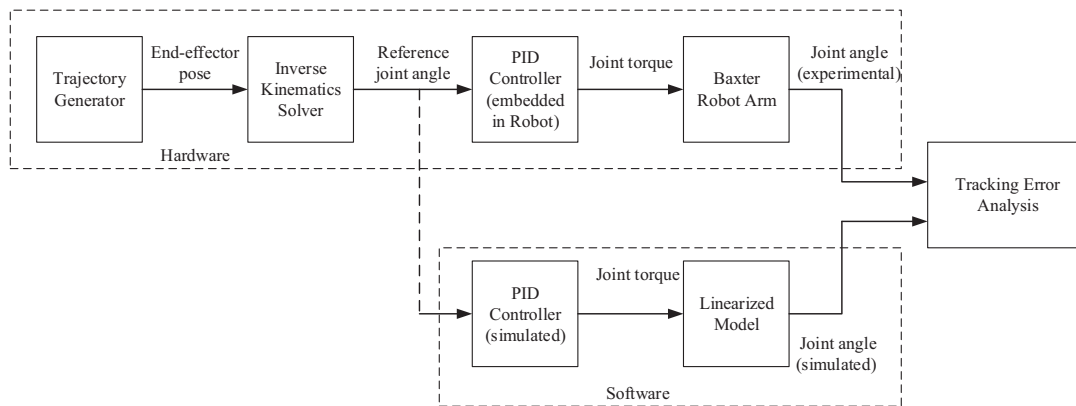 Trajectory
Generator
End-effector
pose
Inverse
Kinematics
Solver
Reference
joint angle
PID
Controller
(embedded
in Robot)
Joint torque
Baxter
Robot Arm
Joint angle
(experimental)
Hardware
Tracking Error
Analysis
PID
Controller
(simulated)
Joint torque
Linearized
Model
Joint angle
(simulated)
Software